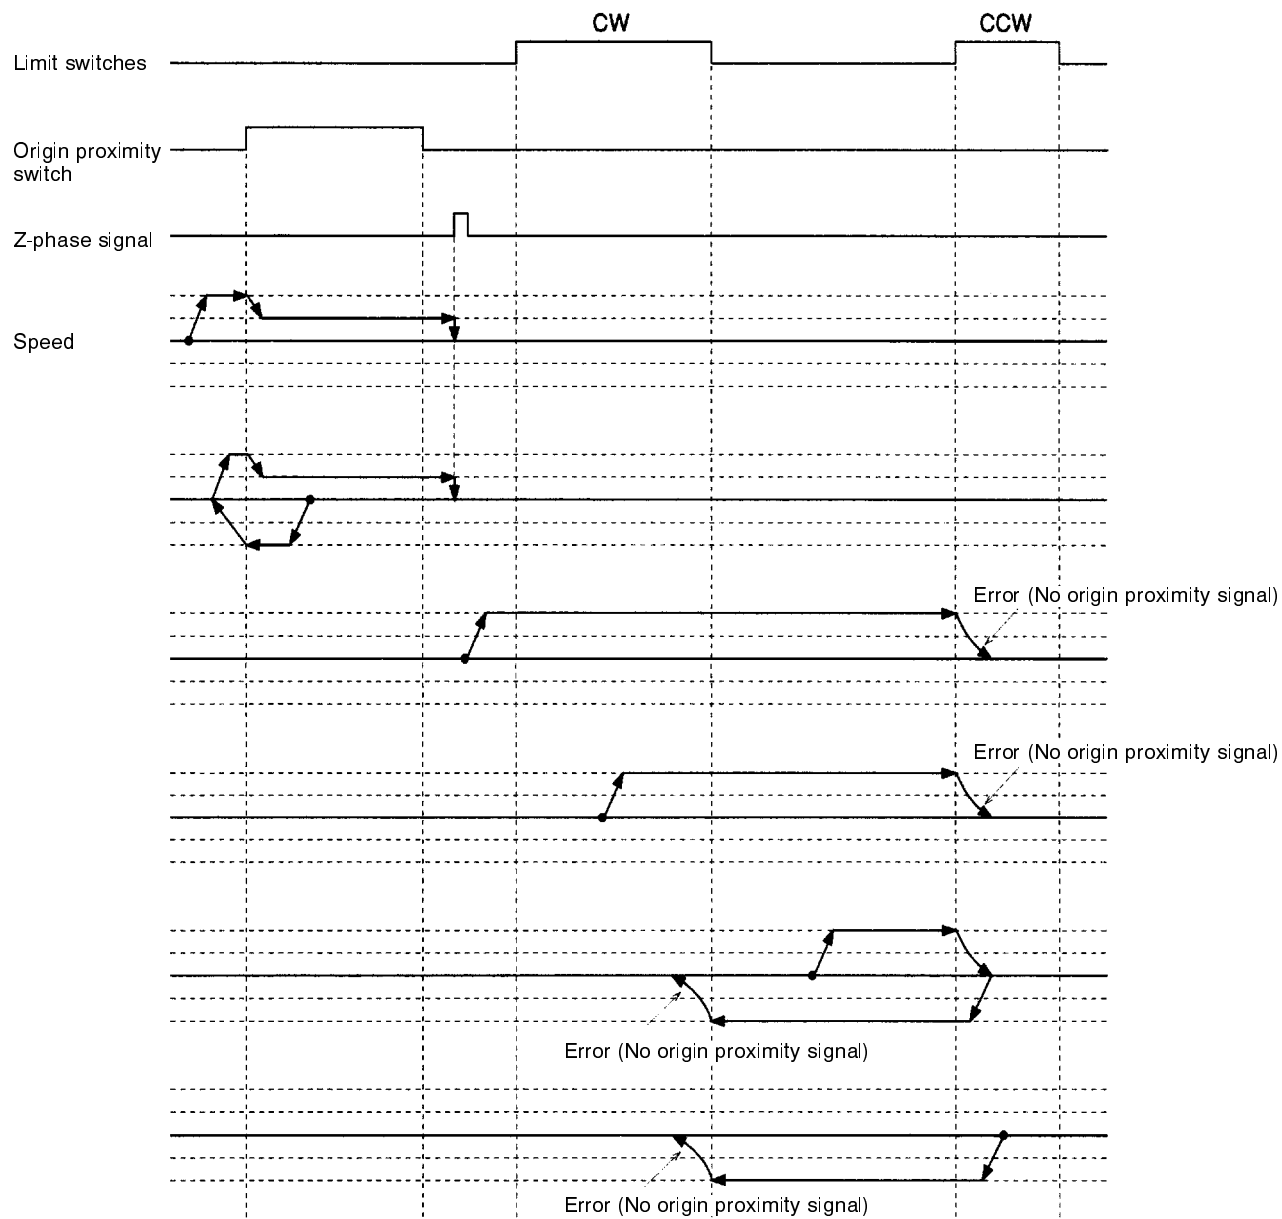 CW
CCW
Limit switches
Origin proximity
switch
Z-phase signal
Speed
Error (No origin proximity signal)
Error (No origin proximity signal)
Error (No origin proximity signal)
Error (No origin proximity signal)